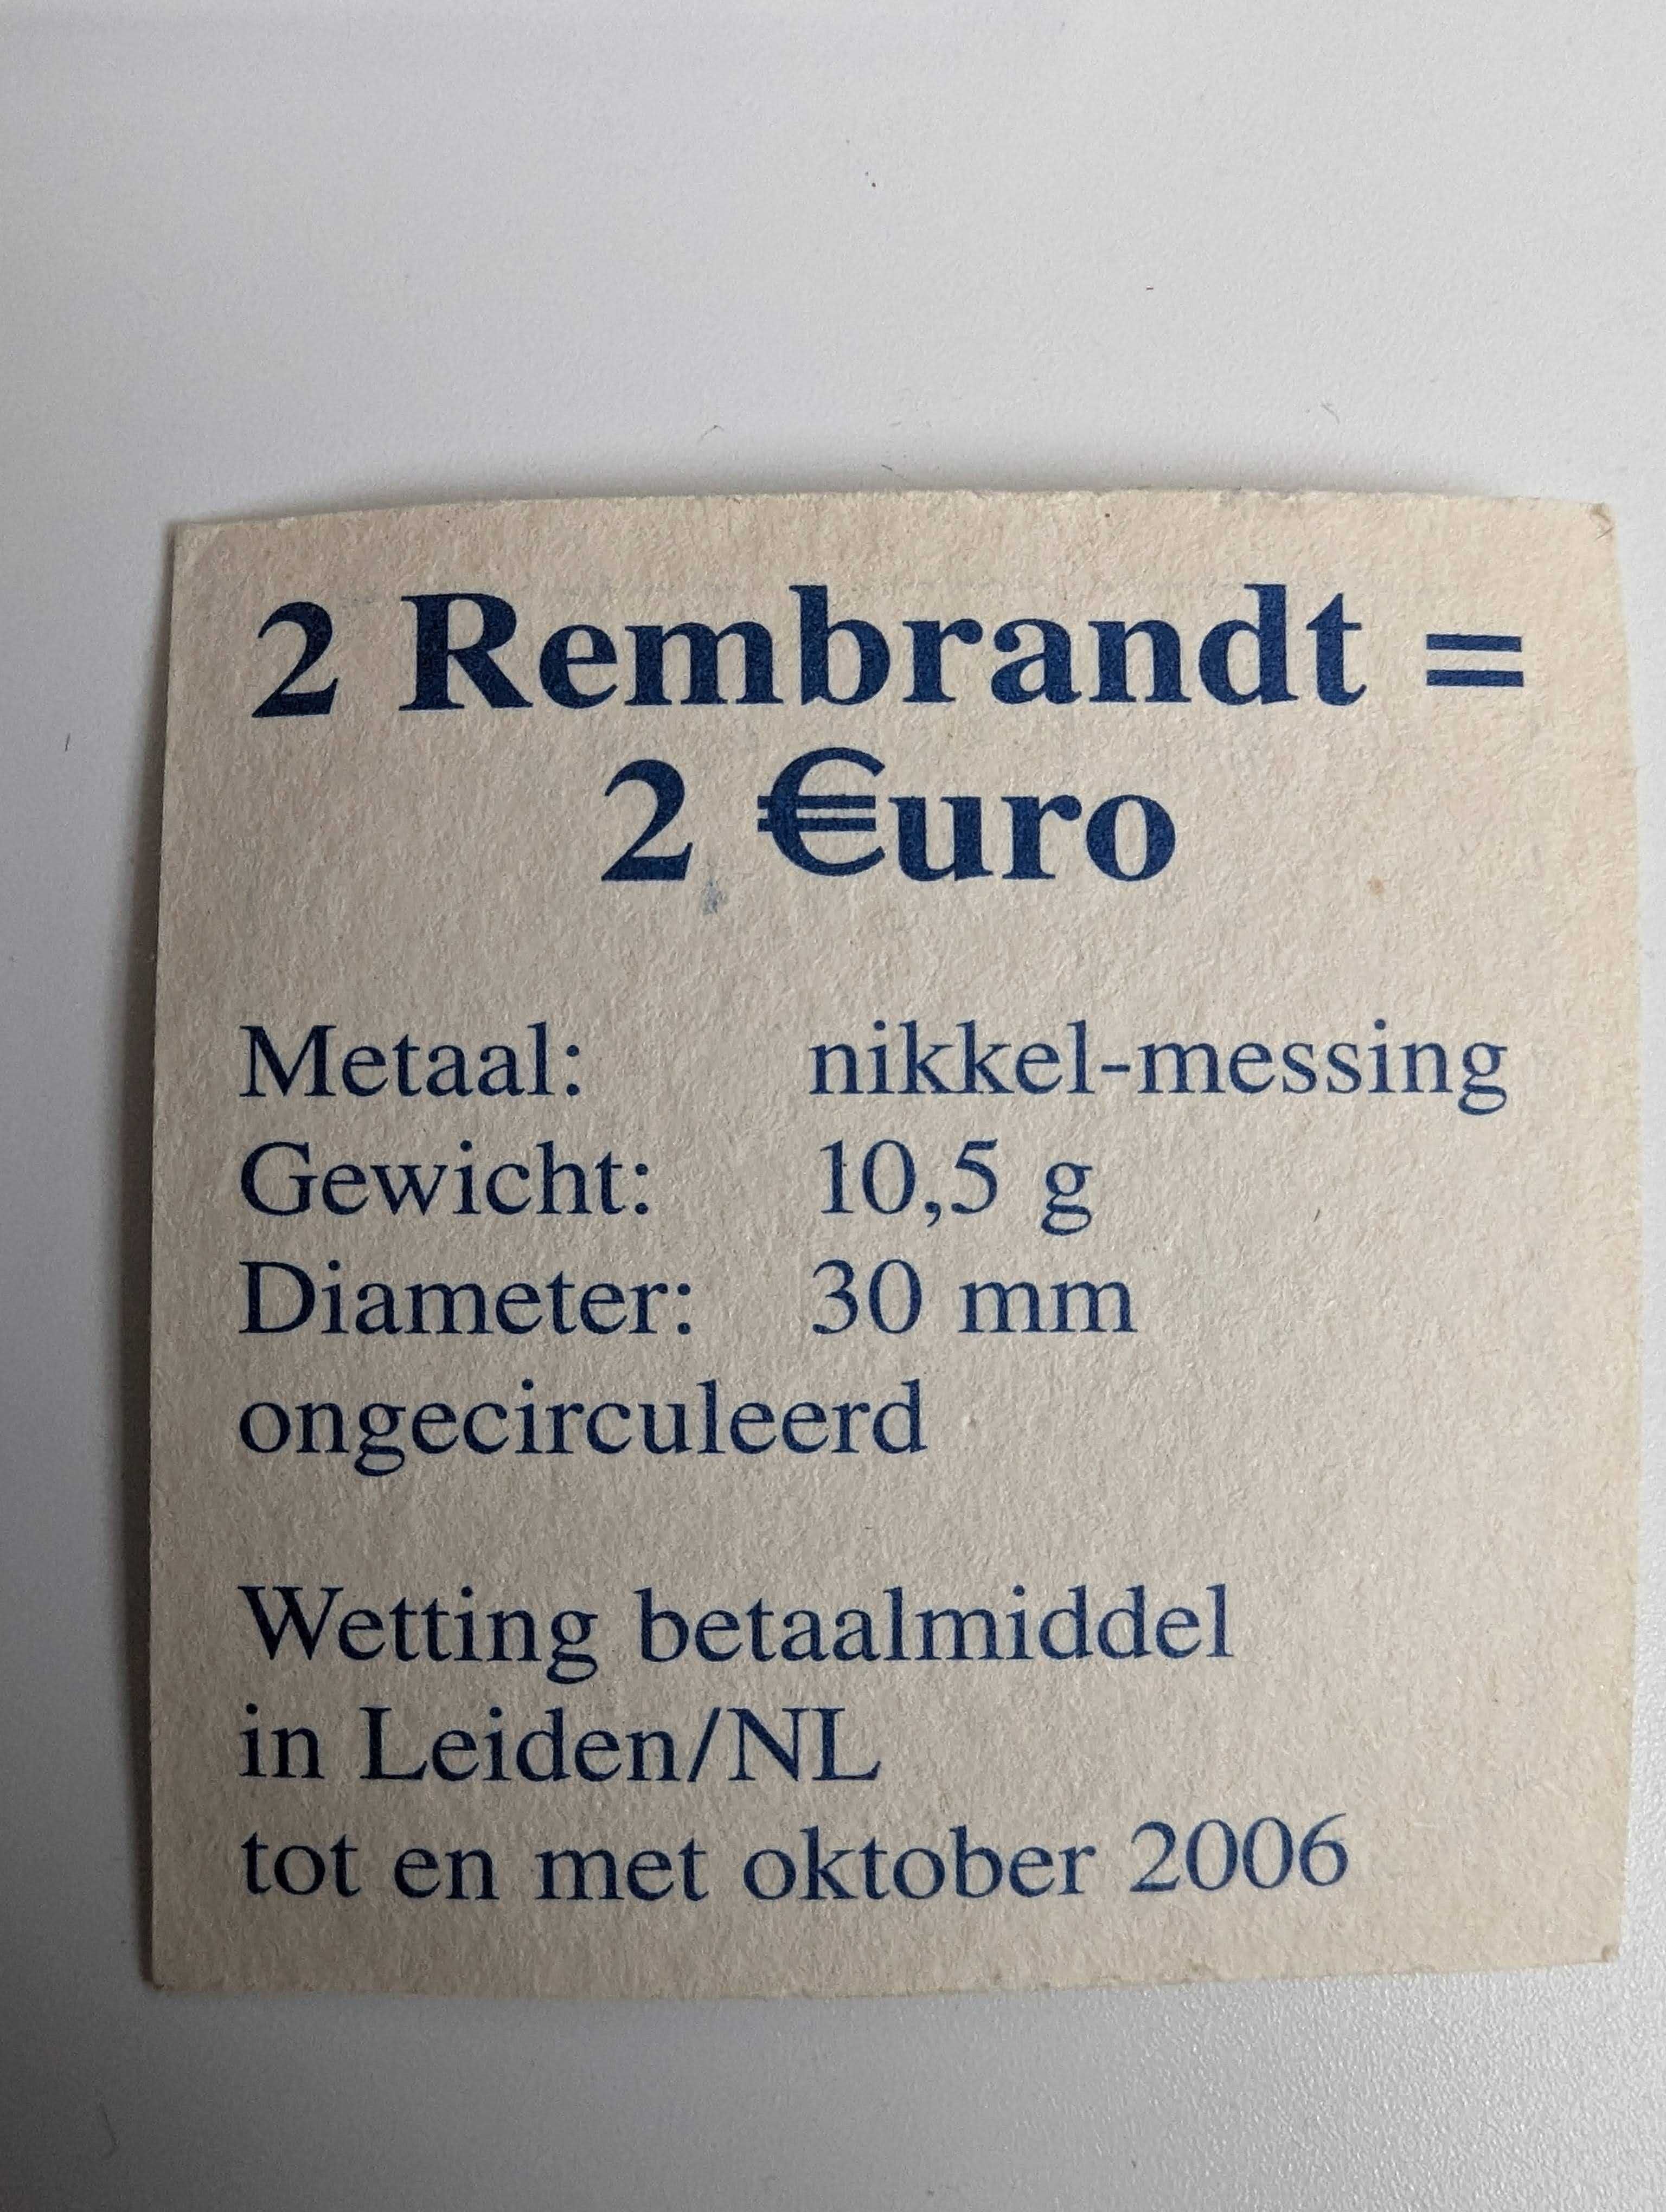 2 Rembrandt =
2 €uro
Metaal: nikkel-messing
Gewicht: 10,5 g
Diameter: 30 mm
ongecirculeerd
Wetting betaalmiddel
in Leiden/NL
tot en met oktober 2006